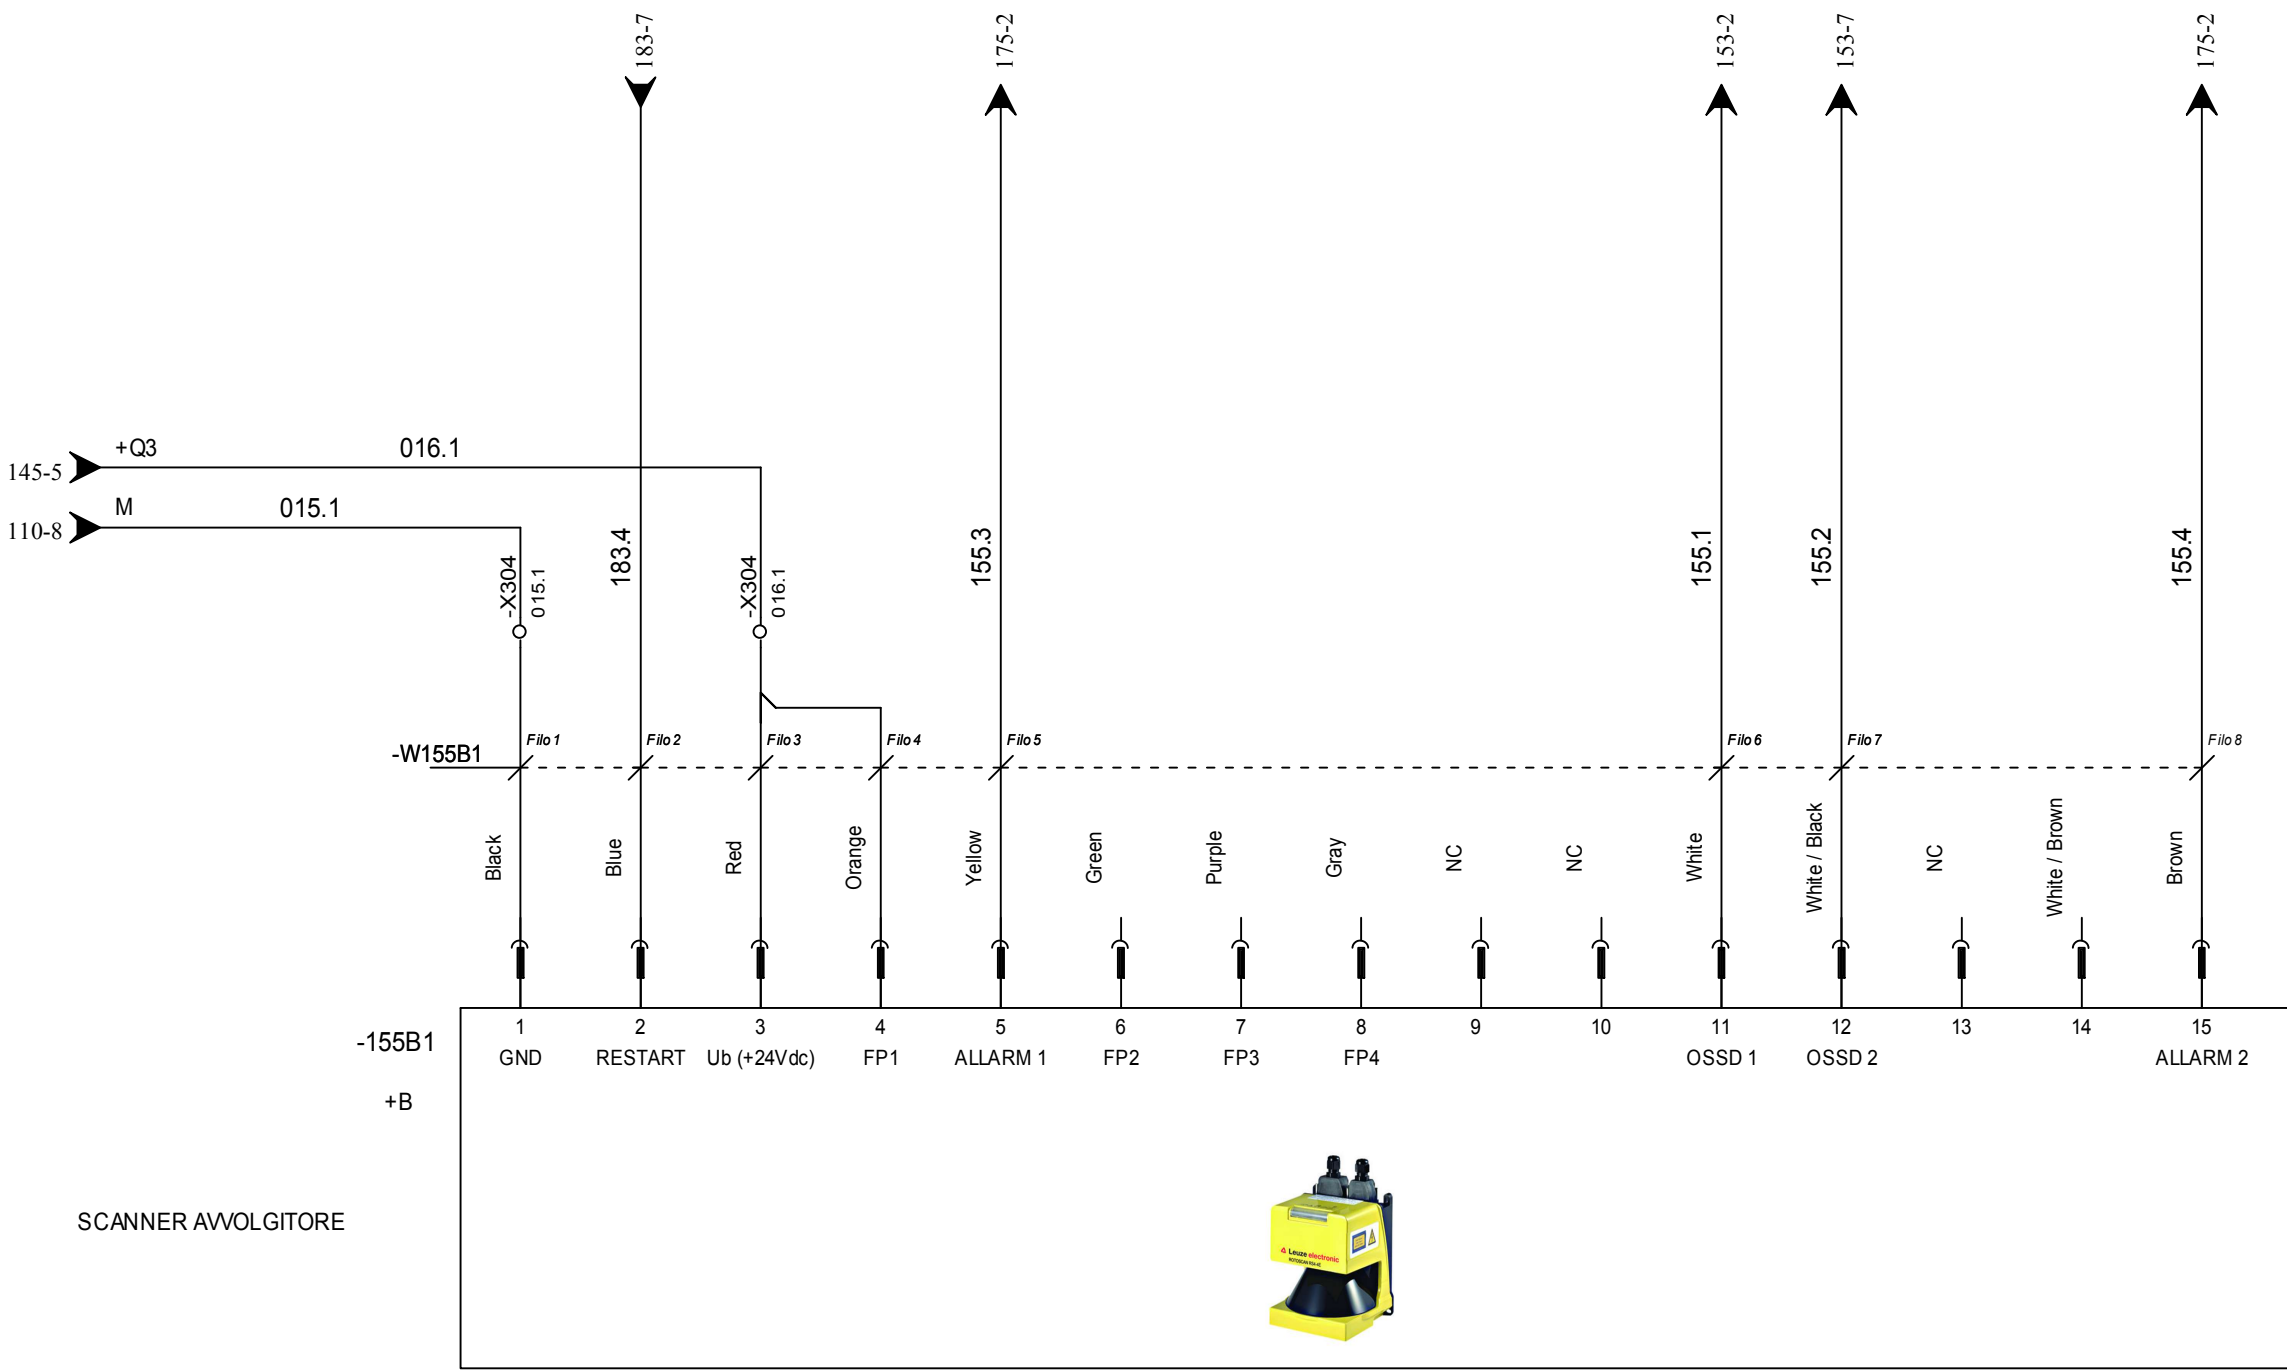 183-7
175-2
153-2
153-7
175-2
+Q3
016.1
145-5
M
015.1
110-8
-X304
015.1
183.4
-X304
016.1
155.3
155.1
155.2
155.4
-W155B1
Filo 1
Filo 2
Filo 3
Filo 4
Filo 5
Filo 6
Filo 7
Filo 8
Black
Blue
Red
Orange
Yellow
Green
Purple
Gray
NC
NC
White
White / Black
NC
White / Brown
Brown
-155B1
1
2
3
4
5
6
7
8
9
10
11
12
13
14
15
GND
RESTART
Ub (+24Vdc)
FP1
ALLARM 1
FP2
FP3
FP4
OSSD 1
OSSD 2
ALLARM 2
+B
SCANNER AVVOLGITORE
Leuze electronic
ROTOSCAN RS4-4E